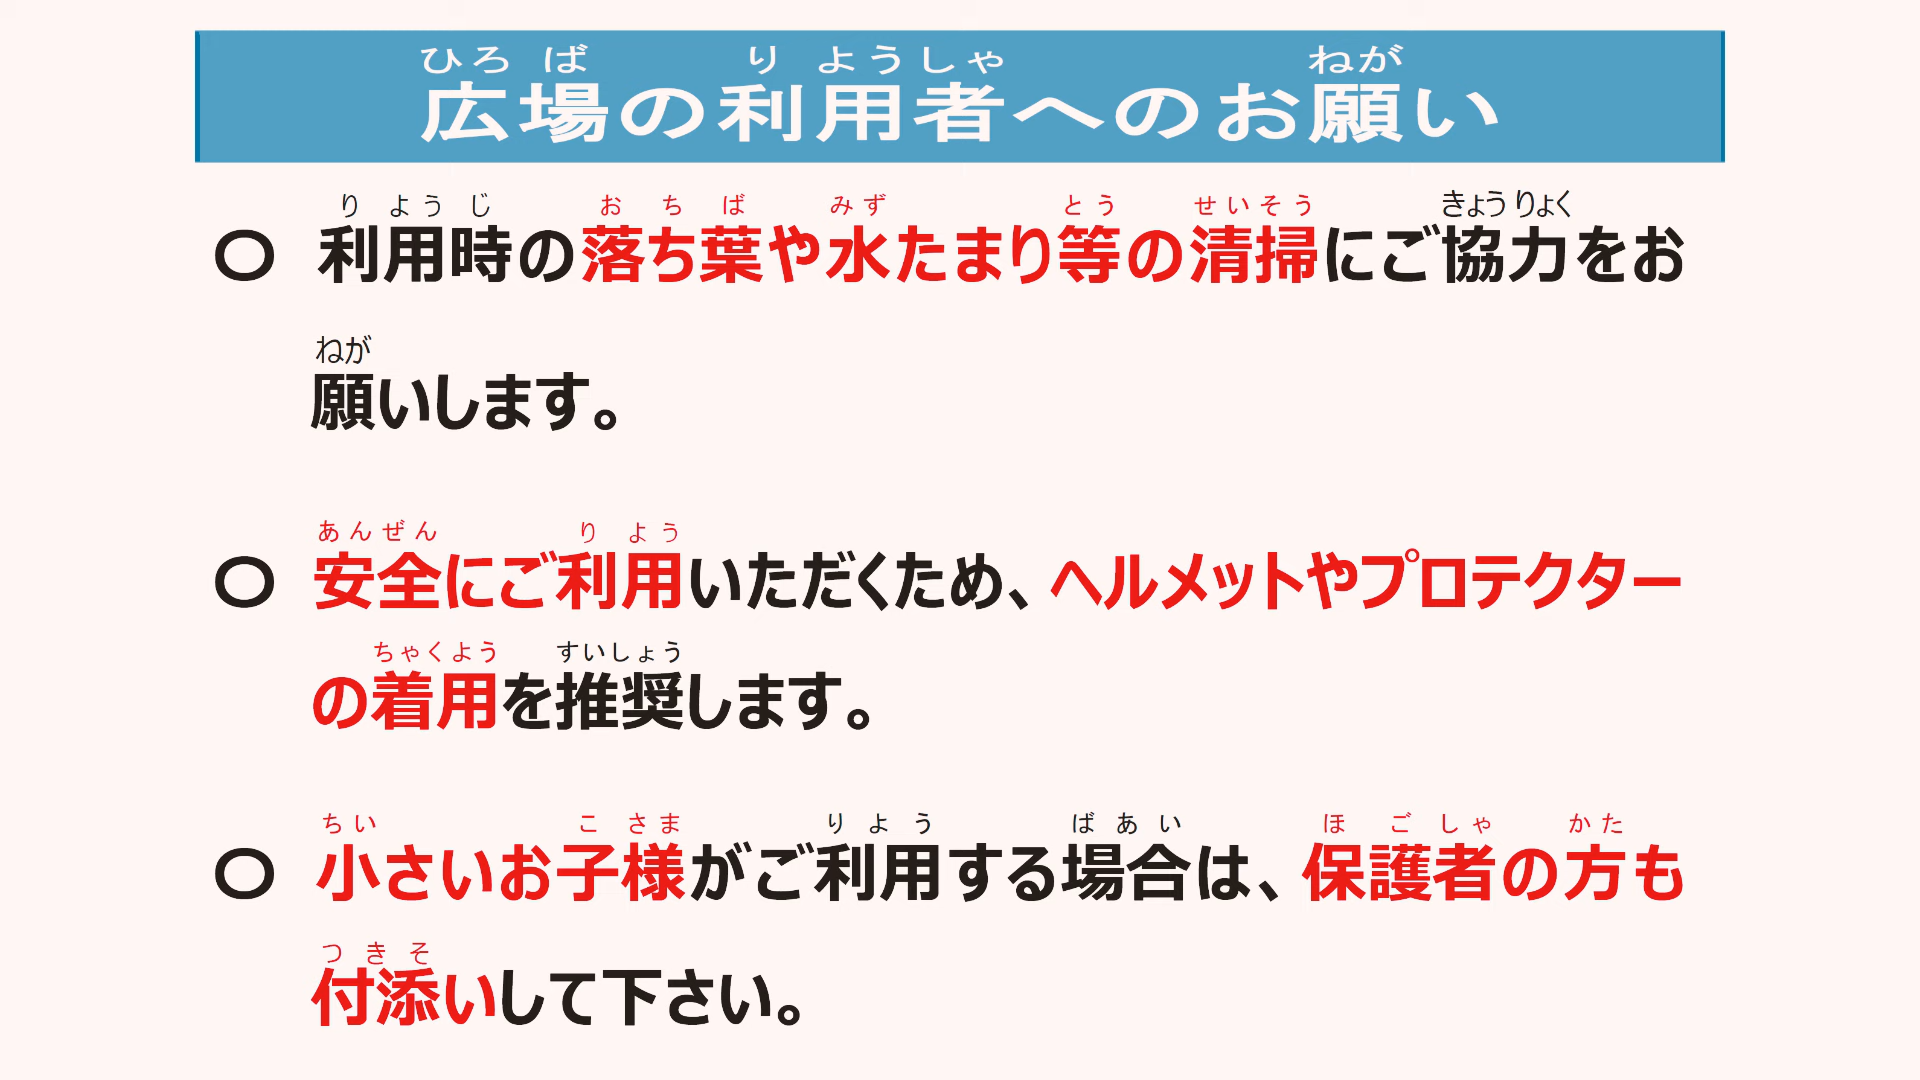 ひろ ば り ようしゃ ねが
広場の利用者へのお願い
り よう じ お ち ば みず とう せいそう きょうりょく
○ 利用時の落ち葉や水たまり等の清掃にご協力をお
ねが
願いします。
あんぜん り よう
○ 安全にご利用いただくため、ヘルメットやプロテクター
ちゃくよう すいしょう
の着用を推奨します。
ちい こ さま りよう ばあい ほ ご しゃ かた
○ 小さいお子様がご利用する場合は、保護者の方も
つ き そ
付添いして下さい。